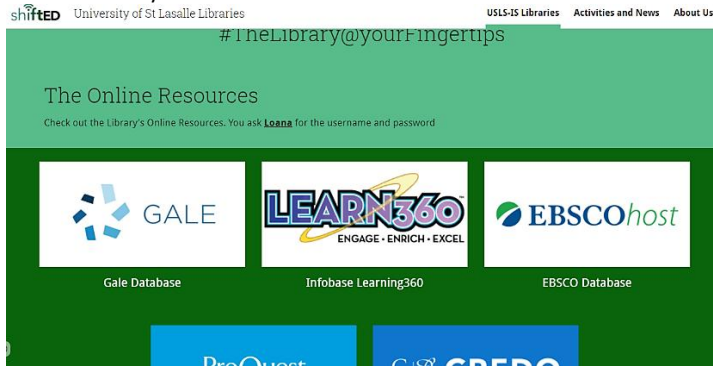 shiftED University of St Lasalle Libraries USLS-IS Libraries Activities and News About Us
#TheLibrary@yourFingertips
The Online Resources
Check out the Library's Online Resources. You ask Loana for the username and password
GALE
LEARN360
ENGAGE · ENRICH · EXCEL
EBSCOhost
Gale Database Infobase Learning360 EBSCO Database
ProQuest
CREDO